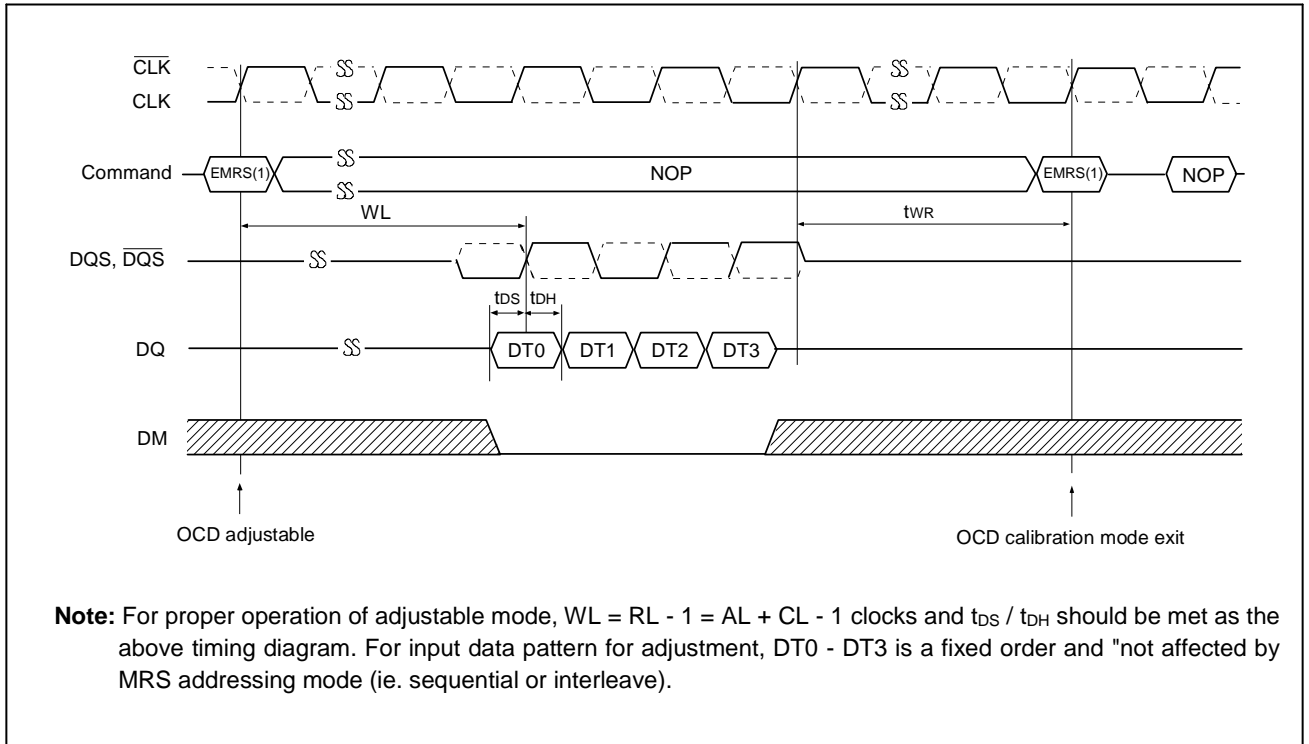 CLK
CLK
Command
EMRS(1)
NOP
EMRS(1)
NOP
WL
tWR
DQS, DQS
tDS
tDH
DQ
DT0
DT1
DT2
DT3
DM
OCD adjustable
OCD calibration mode exit
Note: For proper operation of adjustable mode, WL = RL - 1 = AL + CL - 1 clocks and tDS / tDH should be met as the
above timing diagram. For input data pattern for adjustment, DT0 - DT3 is a fixed order and "not affected by
MRS addressing mode (ie. sequential or interleave).